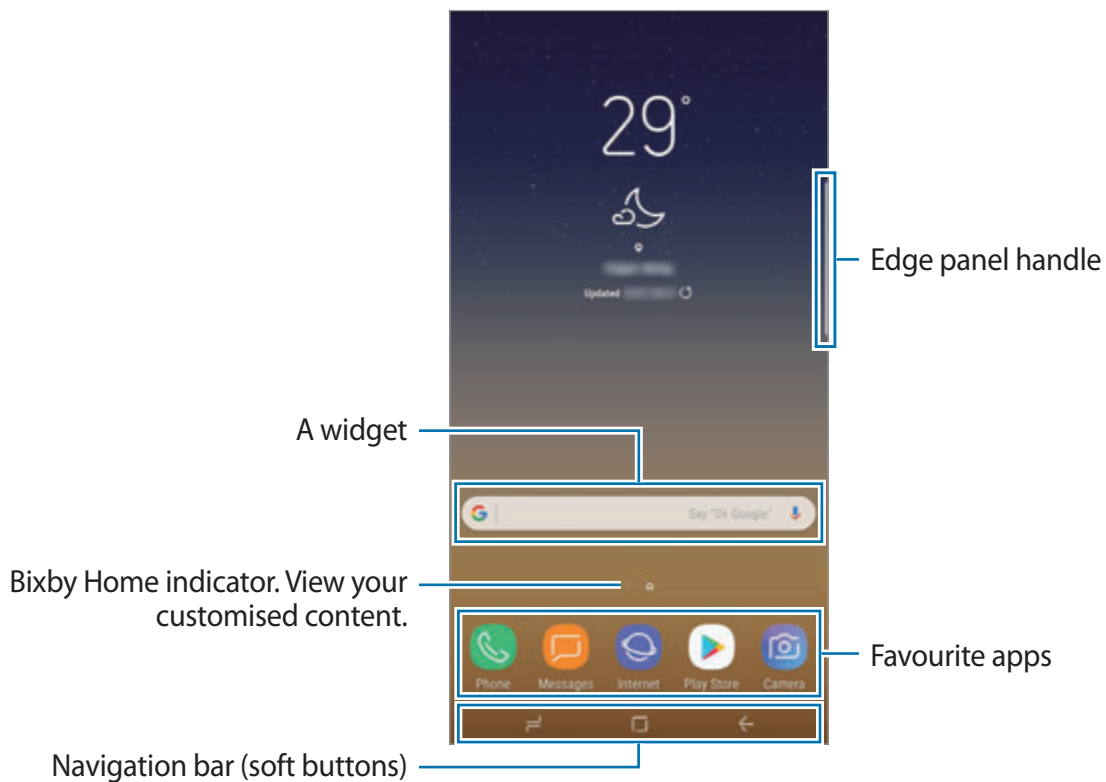 29°
Edge panel handle
Updated
A widget
G Say "Ok Google"
Bixby Home indicator. View your
customised content.
Phone Messages Internet Play Store Camera
Favourite apps
Navigation bar (soft buttons)